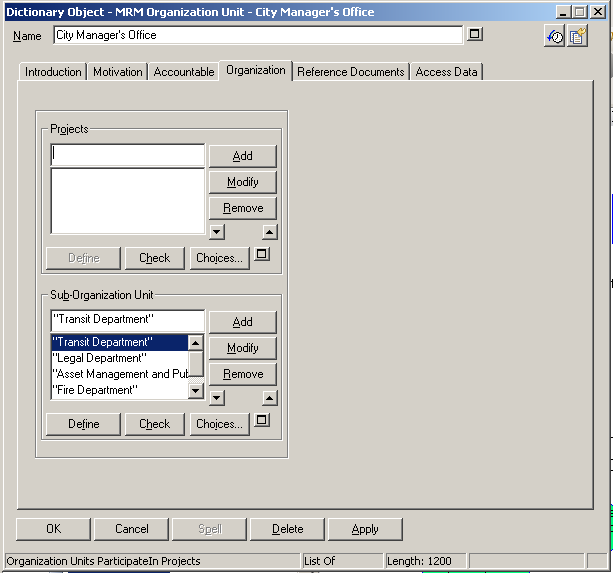 Dictionary Object - MRM Organization Unit - City Manager's Office
Name City Manager's Office
Introduction Motivation Accountable Organization Reference Documents Access Data
Projects
Add
Modify
Remove
Define Check Choices...
Sub-Organization Unit
"Transit Department" Add
"Transit Department" Modify
"Legal Department"
"Asset Management and Pub Remove
"Fire Department"
Define Check Choices...
OK Cancel Spell Delete Apply
Organization Units ParticipateIn Projects List Of Length: 1200